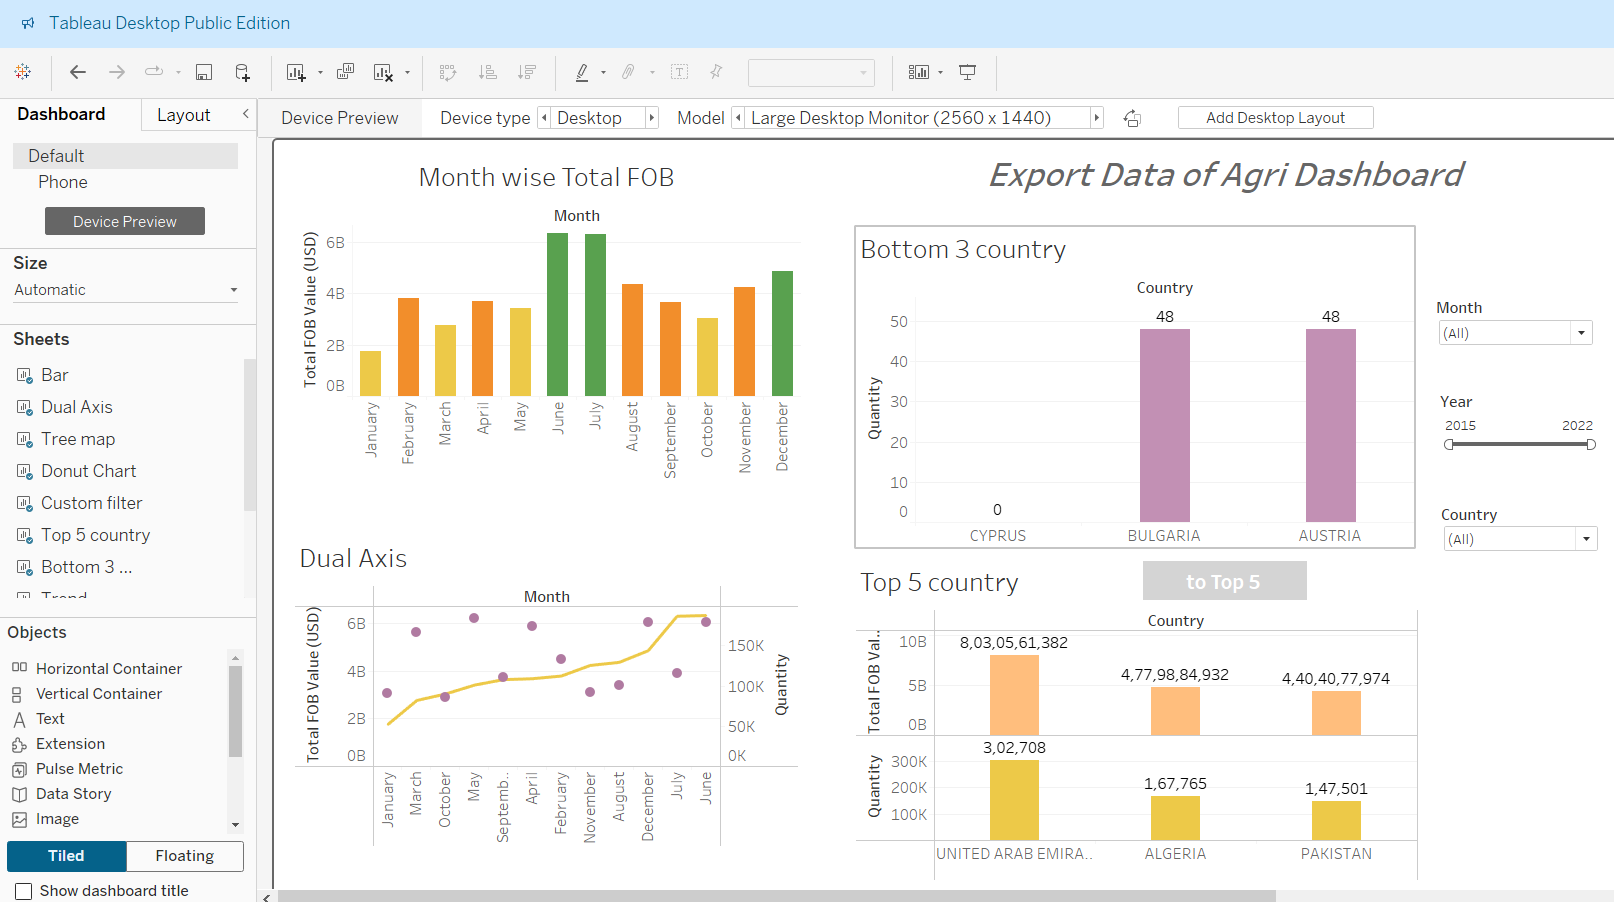 Tableau Desktop Public Edition
Dashboard
Layout
Device Preview
Device type
Desktop
Model
Large Desktop Monitor (2560 x 1440)
Add Desktop Layout
Default
Phone
Device Preview
Size
Automatic
Sheets
Bar
Dual Axis
Tree map
Donut Chart
Custom filter
Top 5 country
Bottom 3 ...
Trend
Objects
Horizontal Container
Vertical Container
Text
Extension
Pulse Metric
Data Story
Image
Tiled
Floating
Show dashboard title
Month wise Total FOB
Month
Total FOB Value (USD)
6B
4B
2B
0B
January
February
March
April
May
June
July
August
September
October
November
December
Dual Axis
Month
Total FOB Value (USD)
6B
4B
2B
0B
150K
100K
50K
0K
Quantity
January
March
October
May
Septemb..
April
February
November
August
December
July
June
Export Data of Agri Dashboard
Bottom 3 country
Country
Quantity
50
40
30
20
10
0
0
48
48
CYPRUS
BULGARIA
AUSTRIA
Top 5 country
to Top 5
Country
Total FOB Val..
10B
5B
0B
8,03,05,61,382
4,77,98,84,932
4,40,40,77,974
Quantity
300K
200K
100K
3,02,708
1,67,765
1,47,501
UNITED ARAB EMIRA..
ALGERIA
PAKISTAN
Month
(All)
Year
2015
2022
Country
(All)